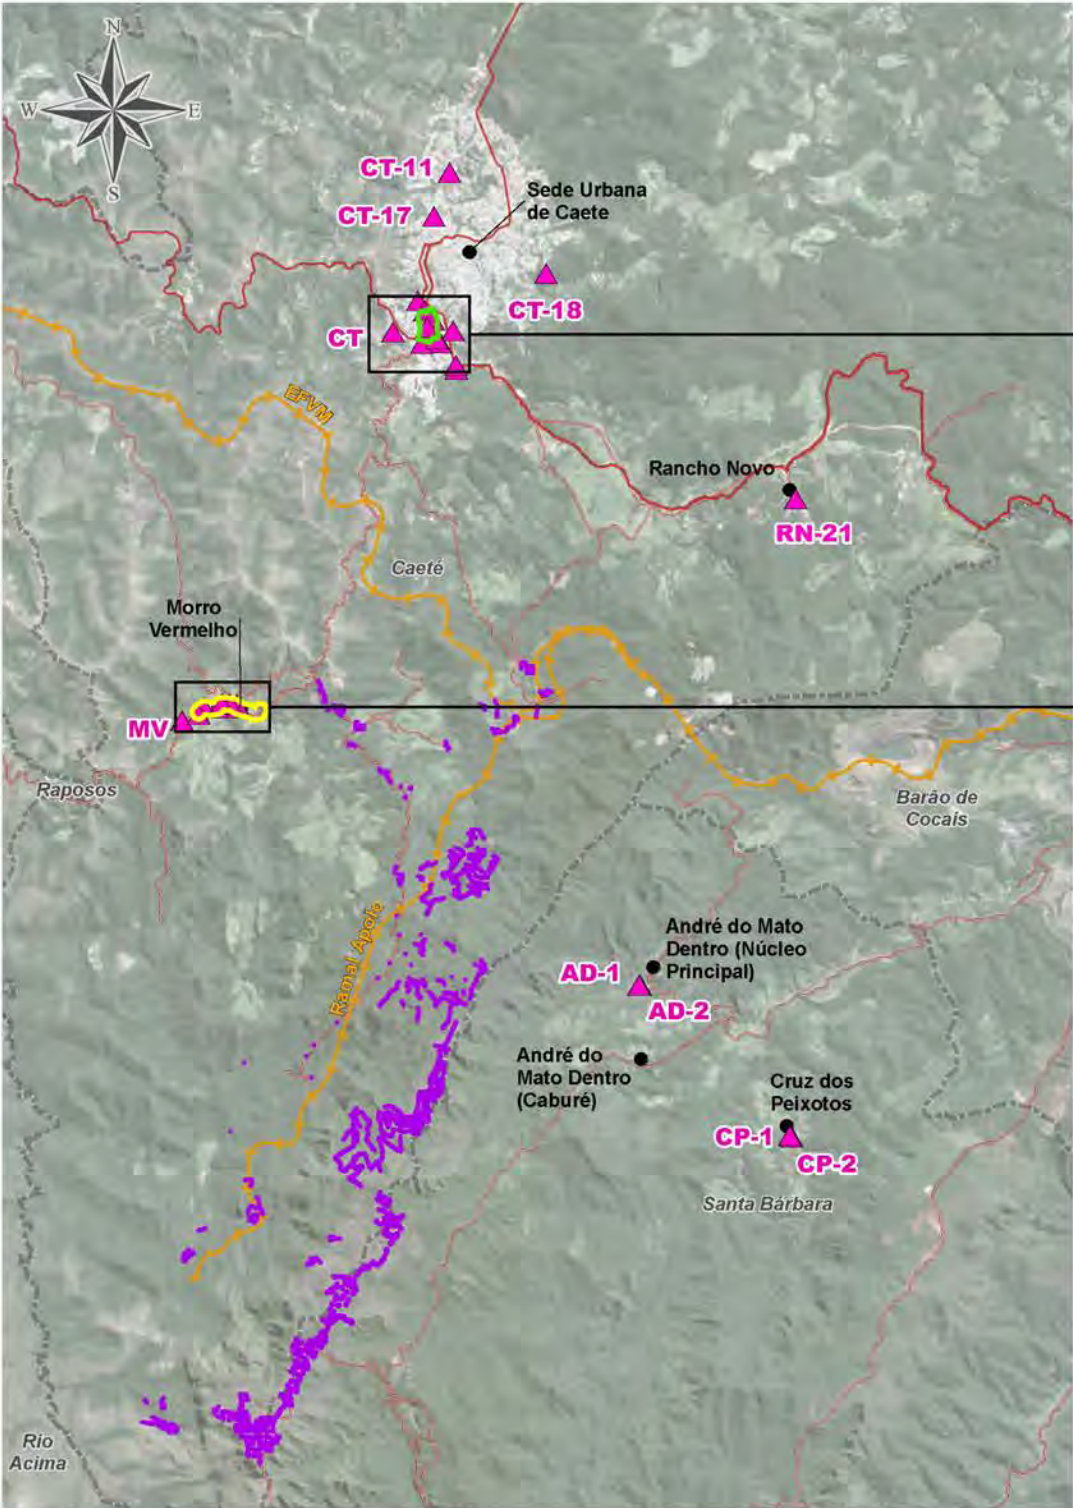 N
W
E
S
CT-11
Sede Urbana
de Caete
CT-17
CT-18
CT
EFVM
Rancho Novo
RN-21
Caeté
Morro
Vermelho
MV
Raposos
Barão de
Cocais
Ramal Apolo
André do Mato
Dentro (Núcleo
Principal)
AD-1
AD-2
André do
Mato Dentro
(Caburé)
Cruz dos
Peixotos
CP-1
CP-2
Santa Bárbara
Rio
Acima